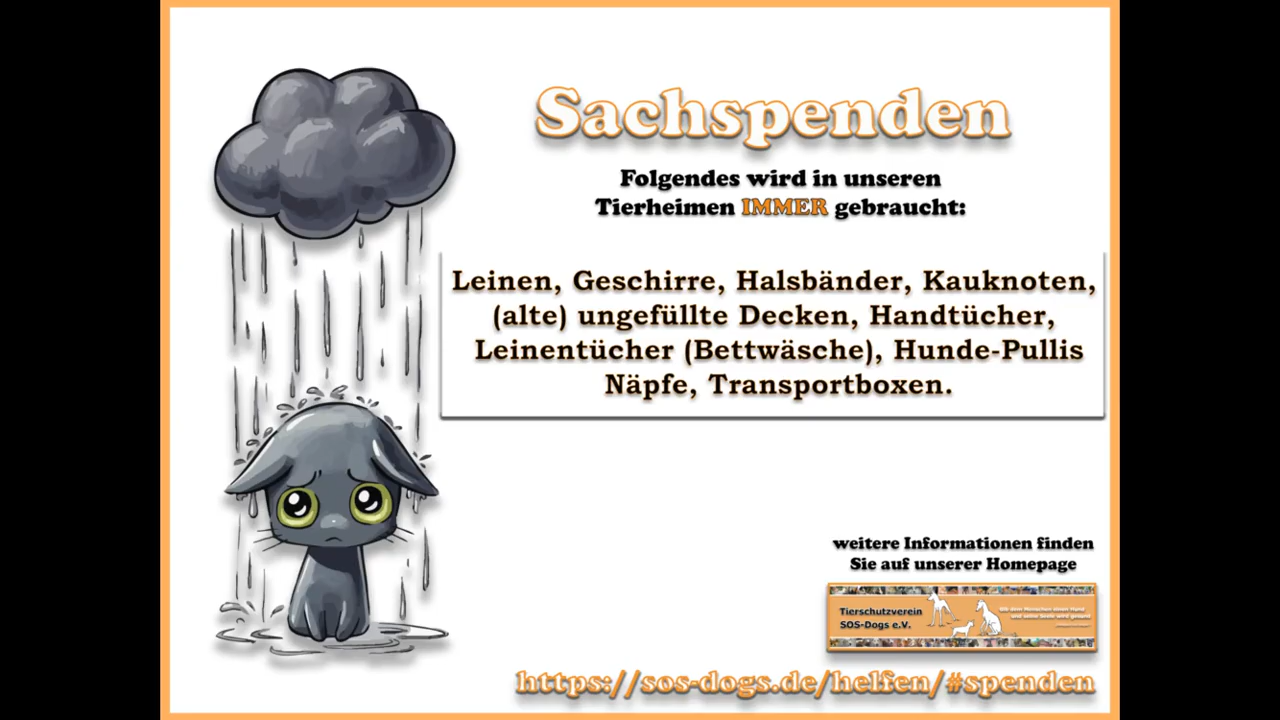 Sachspenden
Folgendes wird in unseren
Tierheimen IMMER gebraucht:
Leinen, Geschirre, Halsbänder, Kauknoten,
(alte) ungefüllte Decken, Handtücher,
Leinentücher (Bettwäsche), Hunde-Pullis
Näpfe, Transportboxen.
weitere Informationen finden
Sie auf unserer Homepage
Tierschutzverein
SOS-Dogs e.V.
https://sos-dogs.de/helfen/#spenden